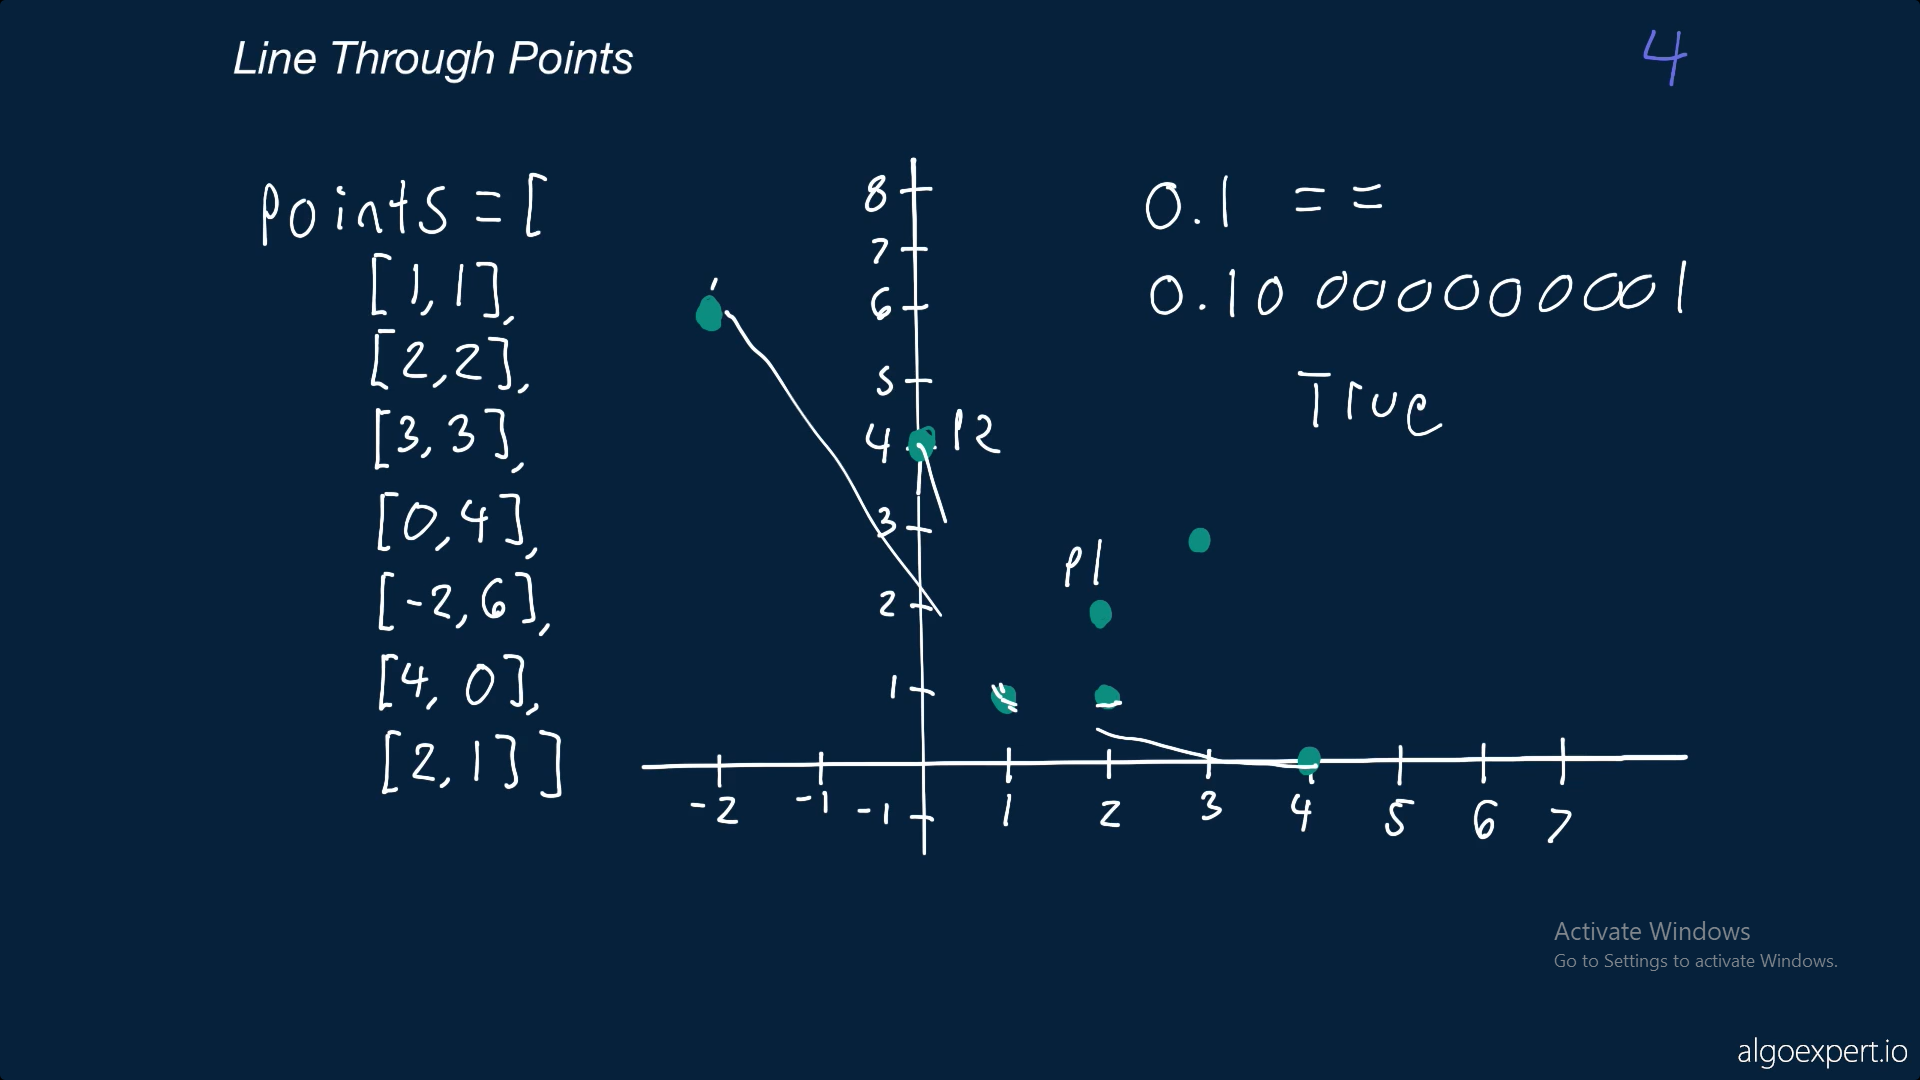 Line Through Points
4
points = [
[1,1],
[2,2],
[3,3],
[0,4],
[-2,6],
[4, 0],
[2,1]]
8
7
6
5
4
3
2
1
-1
P2
P1
-2 -1 1 2 3 4 5 6 7
0.1 ==
0.10 000000001
True
Activate Windows
Go to Settings to activate Windows.
algoexpert.io